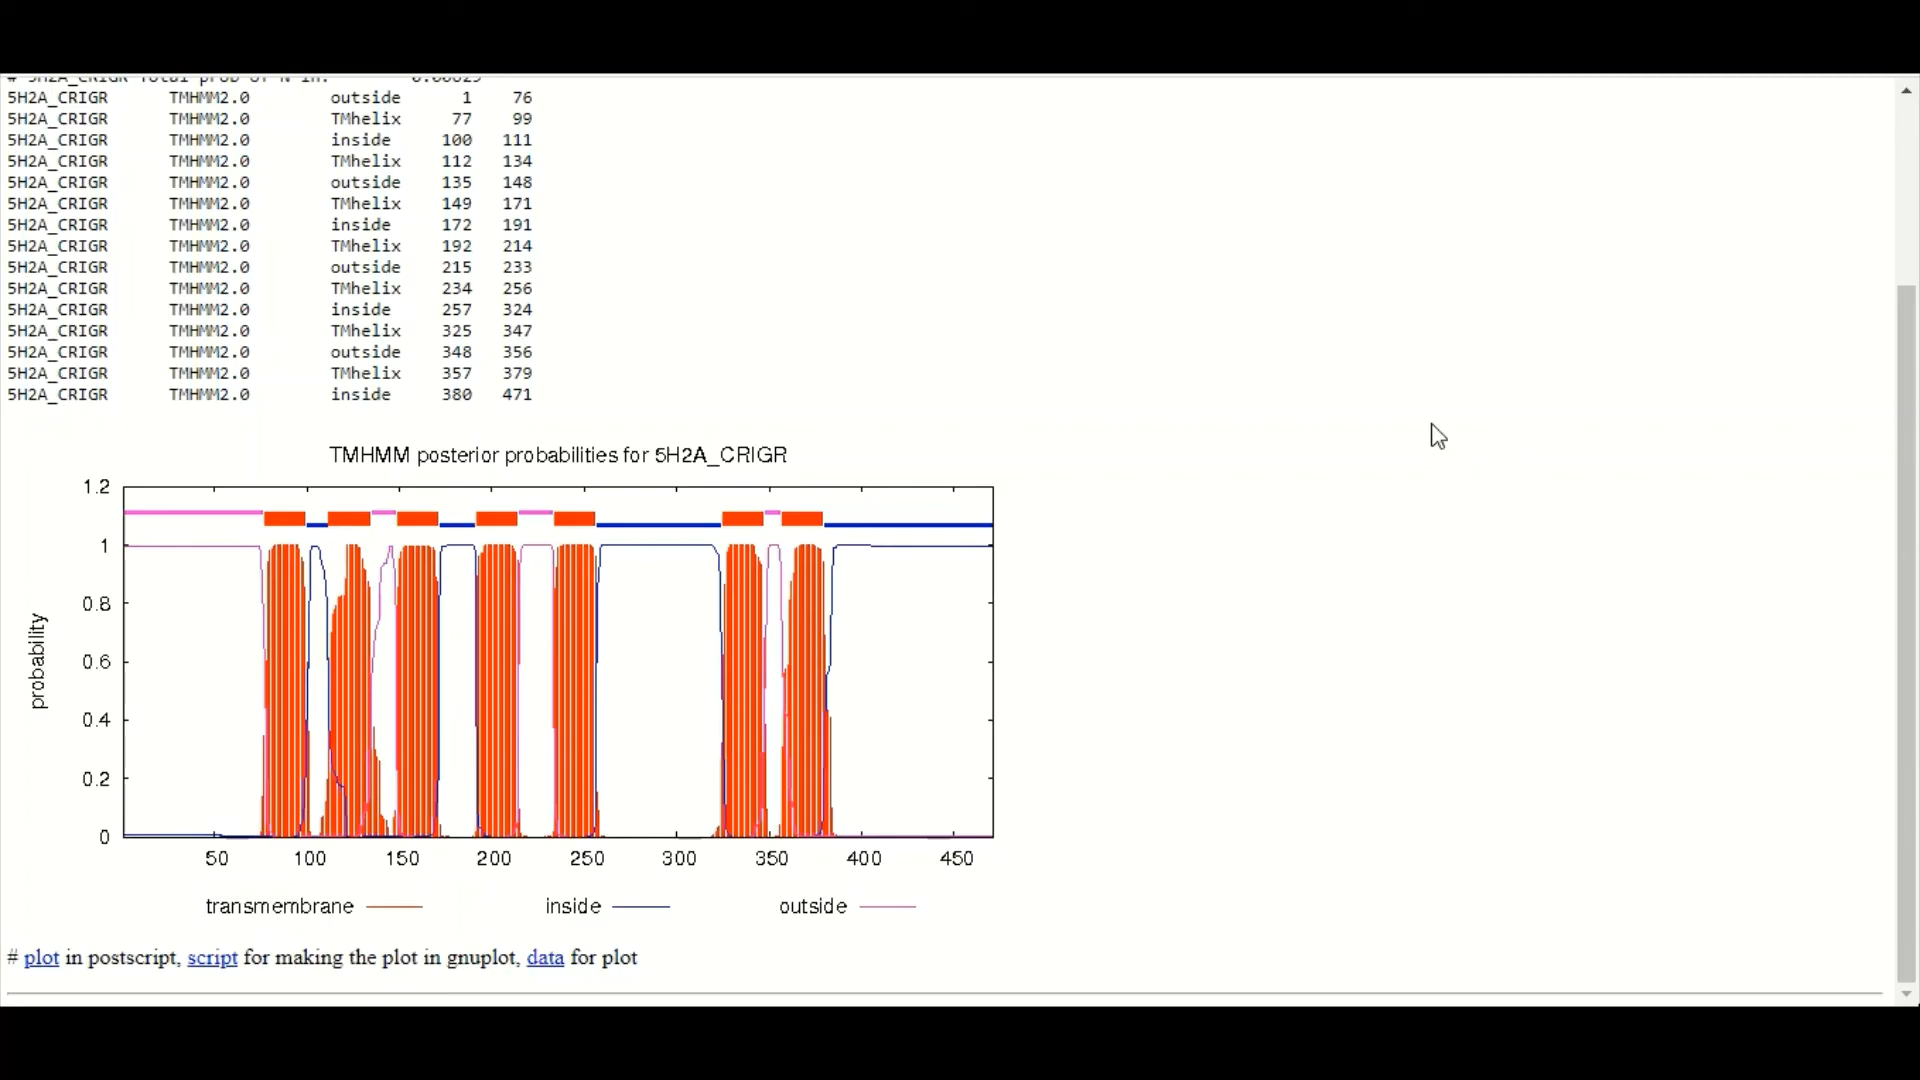 # 5H2A_CRIGR Total prob of N-in: 0.00829
5H2A_CRIGR TMHMM2.0 outside 1 76
5H2A_CRIGR TMHMM2.0 TMhelix 77 99
5H2A_CRIGR TMHMM2.0 inside 100 111
5H2A_CRIGR TMHMM2.0 TMhelix 112 134
5H2A_CRIGR TMHMM2.0 outside 135 148
5H2A_CRIGR TMHMM2.0 TMhelix 149 171
5H2A_CRIGR TMHMM2.0 inside 172 191
5H2A_CRIGR TMHMM2.0 TMhelix 192 214
5H2A_CRIGR TMHMM2.0 outside 215 233
5H2A_CRIGR TMHMM2.0 TMhelix 234 256
5H2A_CRIGR TMHMM2.0 inside 257 324
5H2A_CRIGR TMHMM2.0 TMhelix 325 347
5H2A_CRIGR TMHMM2.0 outside 348 356
5H2A_CRIGR TMHMM2.0 TMhelix 357 379
5H2A_CRIGR TMHMM2.0 inside 380 471
TMHMM posterior probabilities for 5H2A_CRIGR
1.2
1
0.8
0.6
0.4
0.2
0
probability
50 100 150 200 250 300 350 400 450
transmembrane inside outside
# plot in postscript, script for making the plot in gnuplot, data for plot